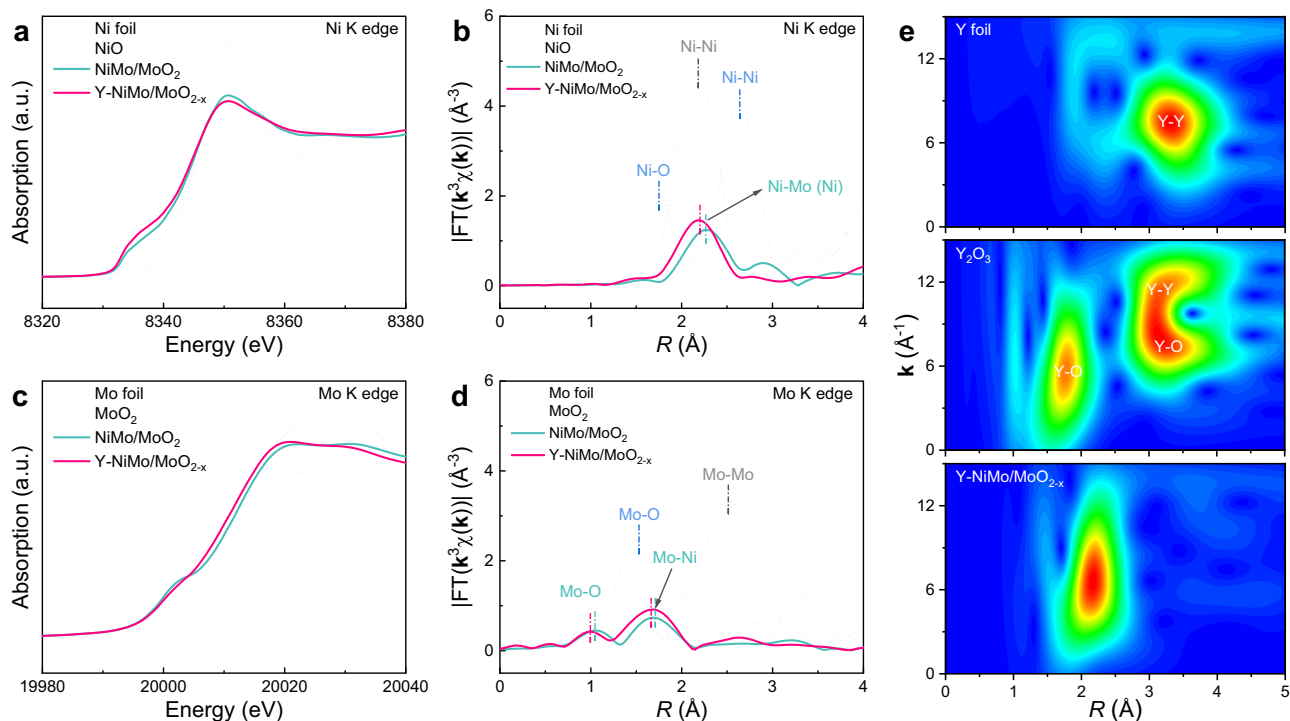 a
Ni foil
NiO
NiMo/MoO₂
Y-NiMo/MoO₂₋ₓ
Ni K edge
Absorption (a.u.)
8320 8340 8360 8380
Energy (eV)
b
Ni foil
NiO
NiMo/MoO₂
Y-NiMo/MoO₂₋ₓ
Ni K edge
Ni-Ni
Ni-Ni
Ni-O
Ni-Mo (Ni)
|FT(k³χ(k))| (Å⁻³)
6
4
2
0
0 1 2 3 4
R (Å)
c
Mo foil
MoO₂
NiMo/MoO₂
Y-NiMo/MoO₂₋ₓ
Mo K edge
Absorption (a.u.)
19980 20000 20020 20040
Energy (eV)
d
Mo foil
MoO₂
NiMo/MoO₂
Y-NiMo/MoO₂₋ₓ
Mo K edge
Mo-Mo
Mo-O
Mo-Ni
Mo-O
|FT(k³χ(k))| (Å⁻³)
6
4
2
0
0 1 2 3 4
R (Å)
e
Y foil
Y-Y
12
6
0
Y₂O₃
Y-Y
Y-O
Y-O
12
6
0
k (Å⁻¹)
Y-NiMo/MoO₂₋ₓ
12
6
0
0 1 2 3 4 5
R (Å)